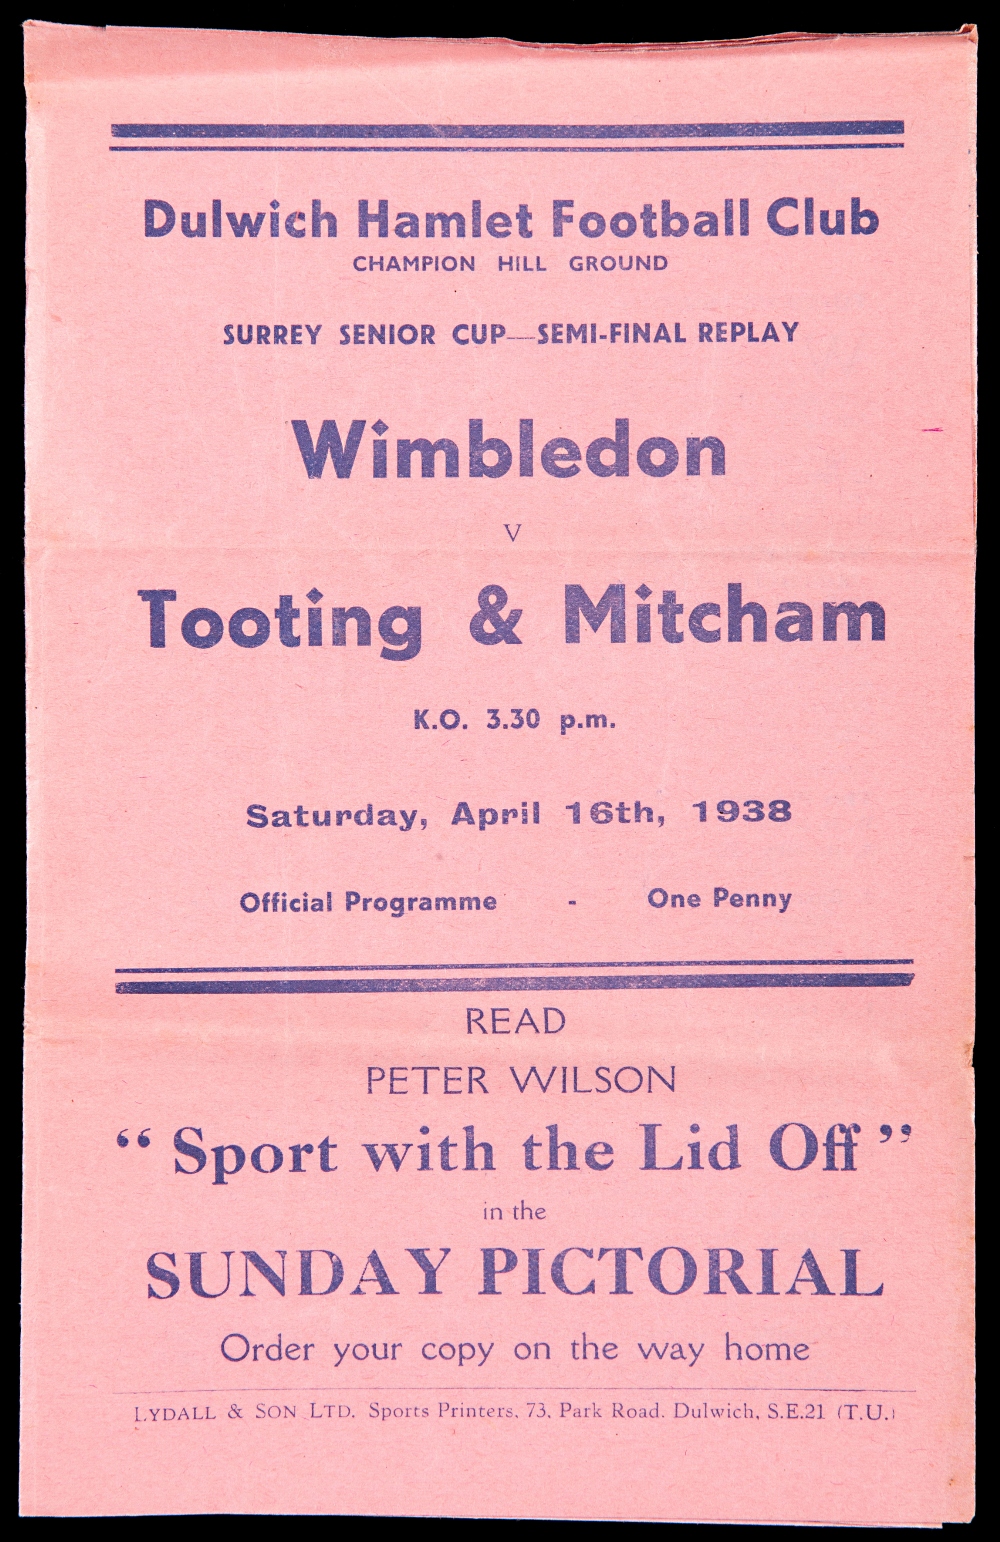 Dulwich Hamlet Football Club
CHAMPION HILL GROUND
SURREY SENIOR CUP—SEMI-FINAL REPLAY
Wimbledon
V
Tooting & Mitcham
K.O. 3.30 p.m.
Saturday, April 16th, 1938
Official Programme - One Penny
READ
PETER WILSON
“ Sport with the Lid Off ”
in the
SUNDAY PICTORIAL
Order your copy on the way home
LYDALL & SON LTD. Sports Printers, 73, Park Road. Dulwich, S.E.21 (T.U.)